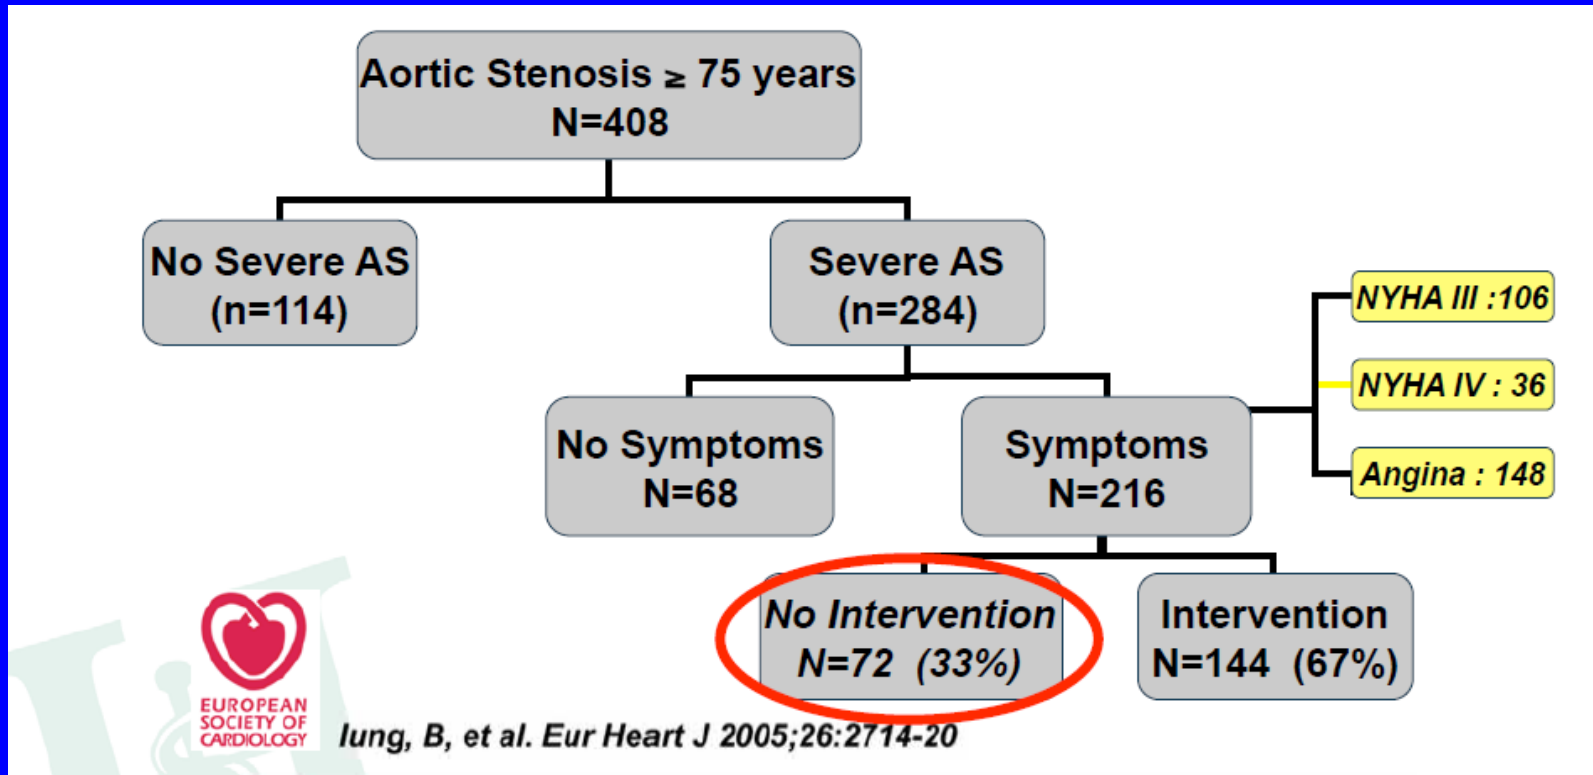 Aortic Stenosis ≥ 75 years
N=408
No Severe AS
(n=114)
Severe AS
(n=284)
NYHA III :106
NYHA IV : 36
Angina : 148
No Symptoms
N=68
Symptoms
N=216
No Intervention
N=72 (33%)
Intervention
N=144 (67%)
EUROPEAN
SOCIETY OF
CARDIOLOGY
Iung, B, et al. Eur Heart J 2005;26:2714-20